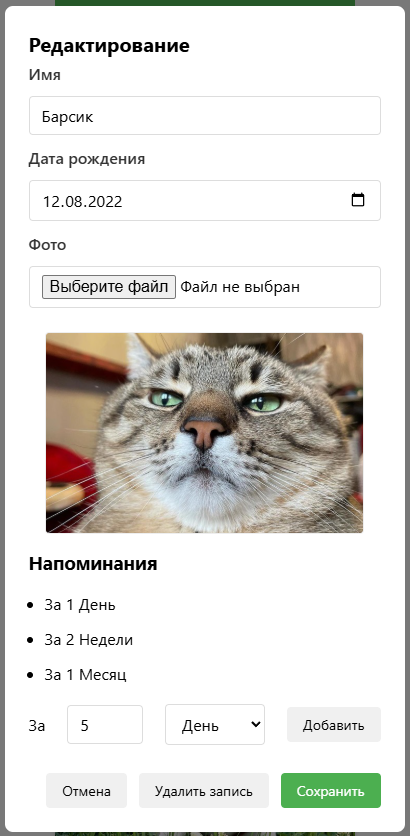 Редактирование
Имя
Барсик
Дата рождения
12.08.2022
Фото
Выберите файл Файл не выбран
Напоминания
За 1 День
За 2 Недели
За 1 Месяц
За 5 День Добавить
Отмена Удалить запись Сохранить